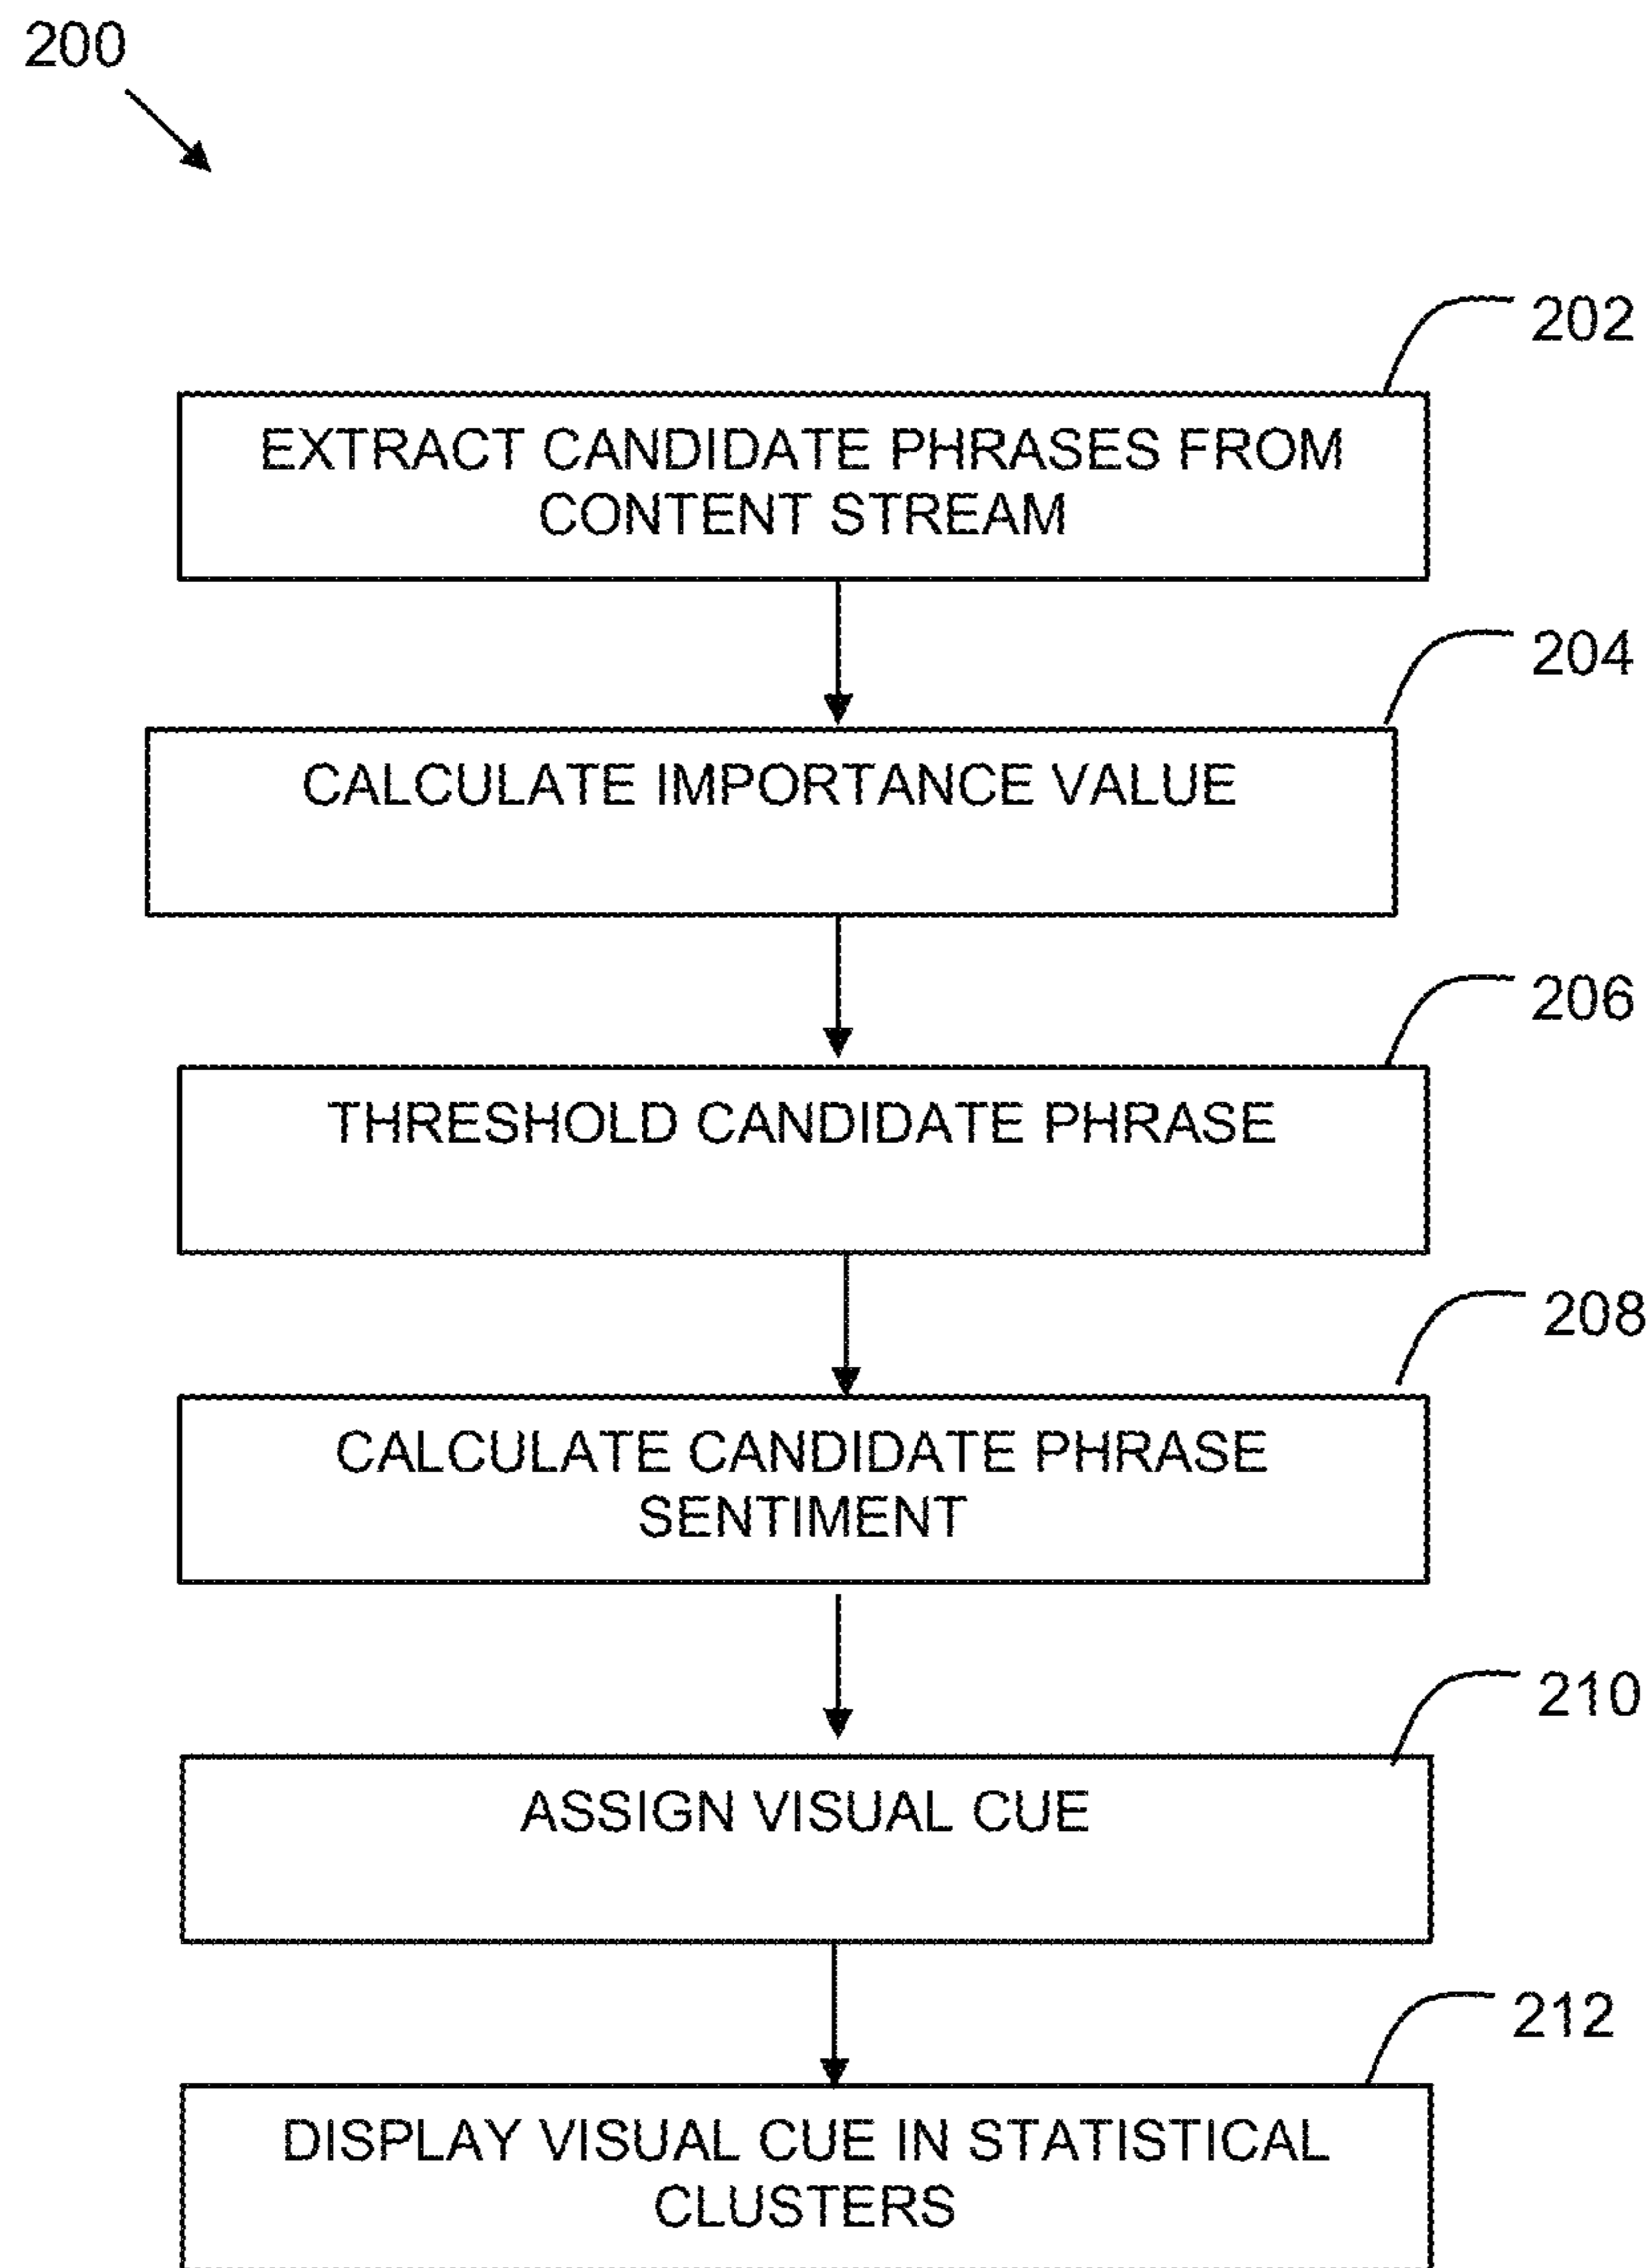 200
202
EXTRACT CANDIDATE PHRASES FROM
CONTENT STREAM
204
CALCULATE IMPORTANCE VALUE
206
THRESHOLD CANDIDATE PHRASE
208
CALCULATE CANDIDATE PHRASE
SENTIMENT
210
ASSIGN VISUAL CUE
212
DISPLAY VISUAL CUE IN STATISTICAL
CLUSTERS